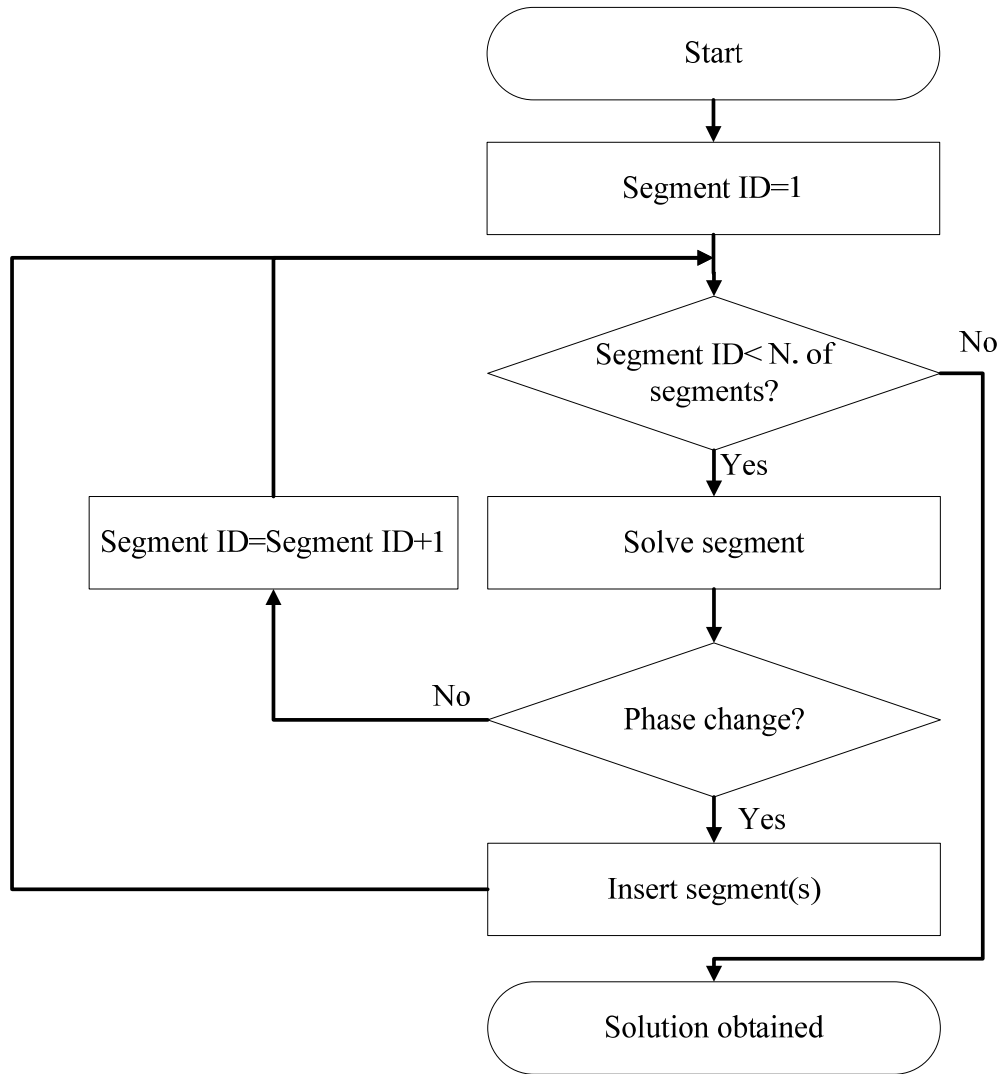 Start
Segment ID=1
Segment ID< N. of
segments?
No
Yes
Segment ID=Segment ID+1
Solve segment
No
Phase change?
Yes
Insert segment(s)
Solution obtained